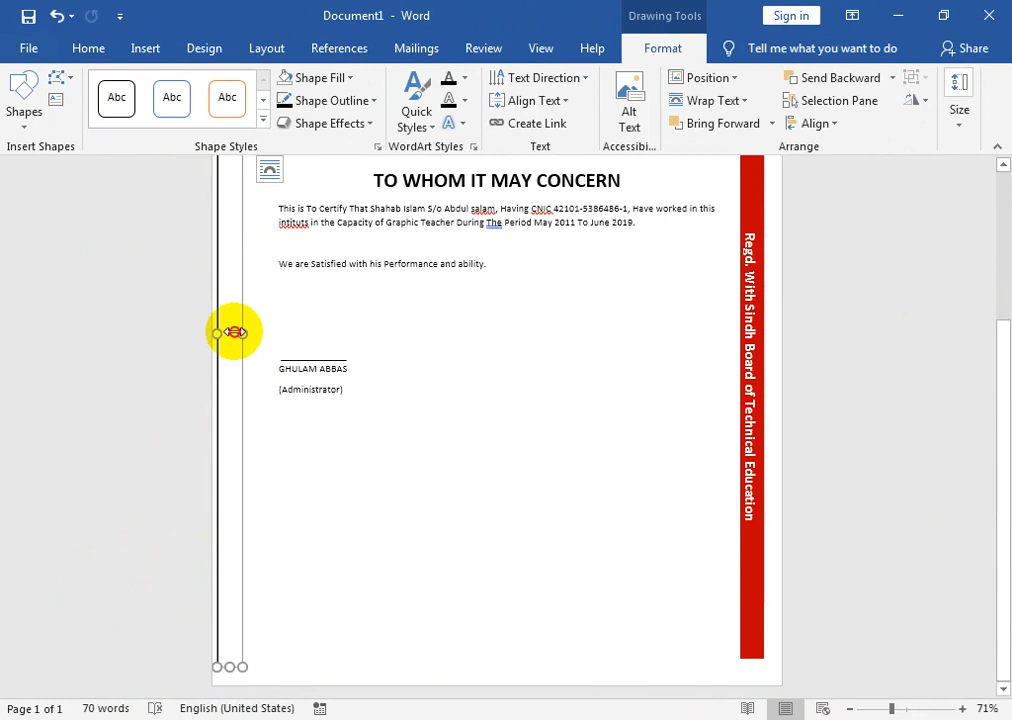 Document1 - Word
Drawing Tools
Sign in
File Home Insert Design Layout References Mailings Review View Help Format Tell me what you want to do Share
Shapes
Insert Shapes
Abc Abc Abc
Shape Fill
Shape Outline
Shape Effects
Shape Styles
Quick
Styles
A
A
A
WordArt Styles
Text Direction
Align Text
Create Link
Text
Alt
Text
Accessibi...
Position
Wrap Text
Bring Forward
Send Backward
Selection Pane
Align
Arrange
Size
TO WHOM IT MAY CONCERN
This is To Certify That Shahab Islam S/o Abdul salam, Having CNIC 42101-5386486-1, Have worked in this
intituts in the Capacity of Graphic Teacher During The Period May 2011 To June 2019.
We are Satisfied with his Performance and ability.
GHULAM ABBAS
(Administrator)
Regd. With Sindh Board of Technical Education
Page 1 of 1 70 words English (United States) 71%